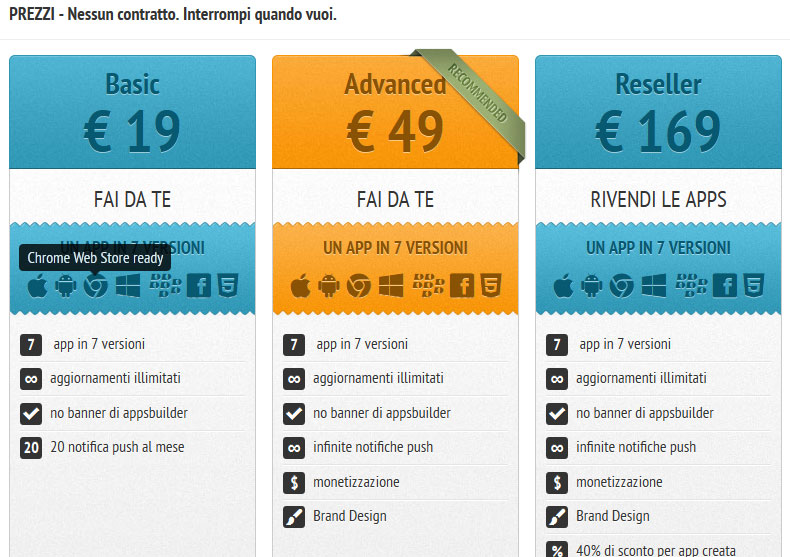 PREZZI - Nessun contratto. Interrompi quando vuoi.
Basic
€ 19
FAI DA TE
UN APP IN 7 VERSIONI
Chrome Web Store ready
7 app in 7 versioni
∞ aggiornamenti illimitati
no banner di appsbuilder
20 20 notifica push al mese
Advanced
€ 49
RECOMMENDED
FAI DA TE
UN APP IN 7 VERSIONI
7 app in 7 versioni
∞ aggiornamenti illimitati
no banner di appsbuilder
∞ infinite notifiche push
$ monetizzazione
Brand Design
Reseller
€ 169
RIVENDI LE APPS
UN APP IN 7 VERSIONI
7 app in 7 versioni
∞ aggiornamenti illimitati
no banner di appsbuilder
∞ infinite notifiche push
$ monetizzazione
Brand Design
% 40% di sconto per app creata